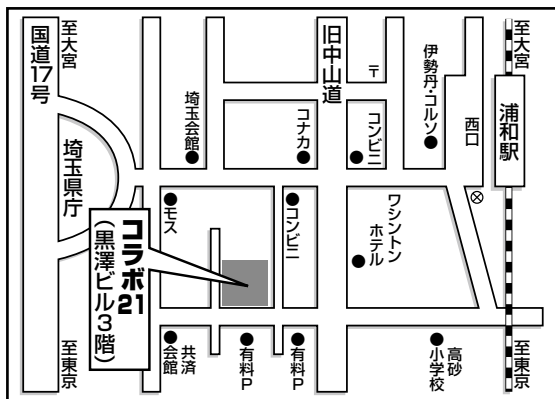 至大宮
国道17号
埼玉県庁
至東京
埼玉会館
モス
コラボ21
(黒澤ビル3階)
共済
会館
有料P
有料P
コナカ
コンビニ
旧中山道
〒
コンビニ
ワシントン
ホテル
伊勢丹・コルソ
西口
浦和駅
至大宮
高砂
小学校
至東京